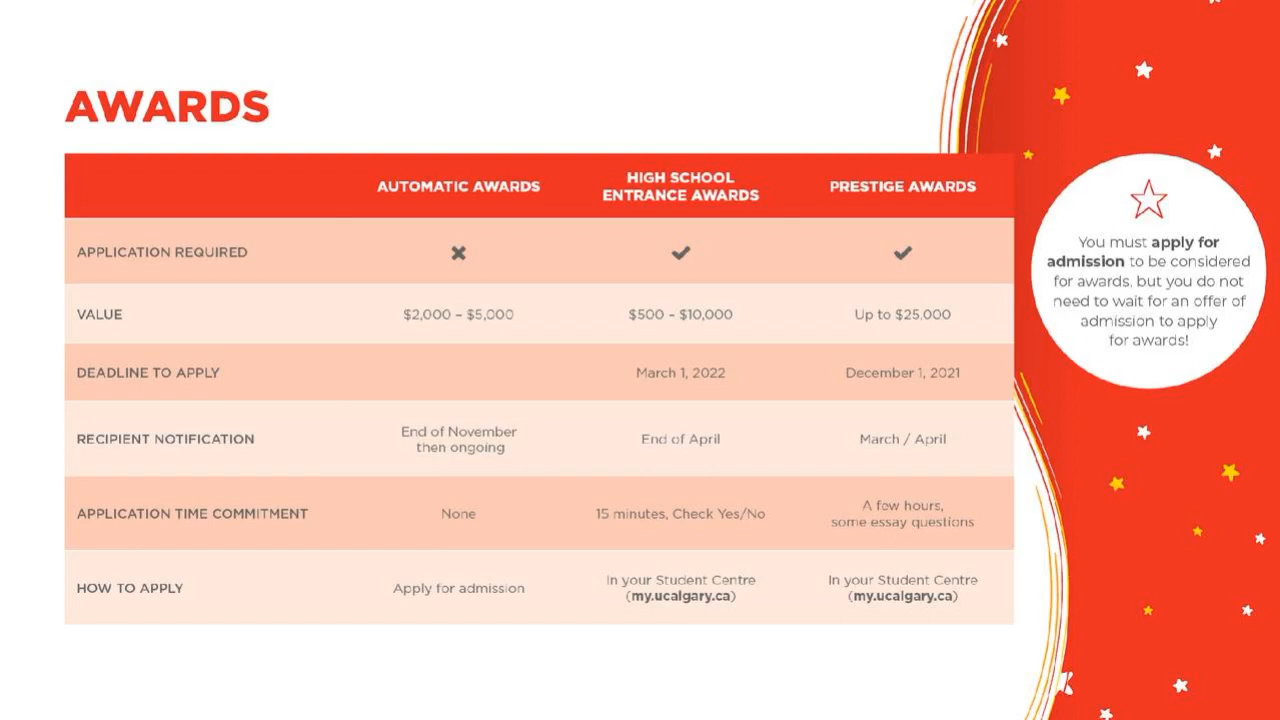 AWARDS
AUTOMATIC AWARDS
HIGH SCHOOL
ENTRANCE AWARDS
PRESTIGE AWARDS
APPLICATION REQUIRED
VALUE
$2,000 – $5,000
$500 – $10,000
Up to $25,000
DEADLINE TO APPLY
March 1, 2022
December 1, 2021
RECIPIENT NOTIFICATION
End of November
then ongoing
End of April
March / April
APPLICATION TIME COMMITMENT
None
15 minutes, Check Yes/No
A few hours,
some essay questions
HOW TO APPLY
Apply for admission
In your Student Centre
(my.ucalgary.ca)
In your Student Centre
(my.ucalgary.ca)
You must apply for
admission to be considered
for awards, but you do not
need to wait for an offer of
admission to apply
for awards!